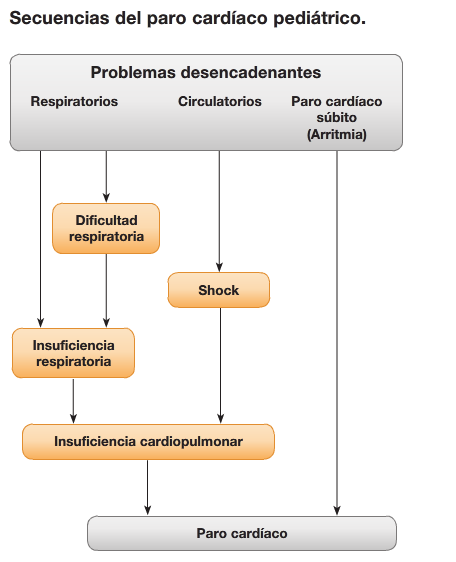 Secuencias del paro cardíaco pediátrico.
Problemas desencadenantes
Respiratorios
Circulatorios
Paro cardíaco
súbito
(Arritmia)
Dificultad
respiratoria
Shock
Insuficiencia
respiratoria
Insuficiencia cardiopulmonar
Paro cardíaco